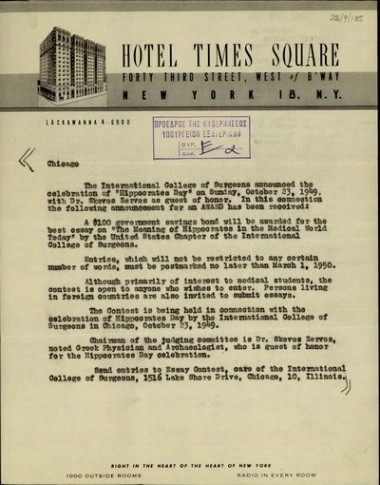 HOTEL TIMES SQUARE
FORTY THIRD STREET, WEST of B'WAY
NEW YORK 18, N.Y.
LACKAWANNA 4-6900
ΠΡΟΕΔΡΟΣ ΤΗΣ ΚΥΒΕΡΝΗΣΕΩΣ
ΥΠΟΥΡΓΕΙΟΝ ΕΞΩΤΕΡΙΚΩΝ
Chicago
The International College of Surgeons announced the
celebration of "Hippocrates Day" on Sunday, October 23, 1949,
with Dr. Skevos Zervos as guest of honor. In this connection
the following announcement for an AWARD has been received:
A $100 government savings bond will be awarded for the
best essay on "The Meaning of Hippocrates in the Medical World
Today" by the United States Chapter of the International
College of Surgeons.
Entries, which will not be restricted to any certain
number of words, must be postmarked no later than March 1, 1950.
Although primarily of interest to medical students, the
contest is open to anyone who wishes to enter. Persons living
in foreign countries are also invited to submit essays.
The Contest is being held in connection with the
celebration of Hippocrates Day by the International College of
Surgeons in Chicago, October 23, 1949.
Chairman of the judging committee is Dr. Skevos Zervos,
noted Greek Physician and Archaeologist, who is guest of honor
for the Hippocrates Day celebration.
Send entries to Essay Contest, care of the International
College of Surgeons, 1516 Lake Shore Drive, Chicago, 10, Illinois.
RIGHT IN THE HEART OF THE HEART OF NEW YORK
1000 OUTSIDE ROOMS
RADIO IN EVERY ROOM